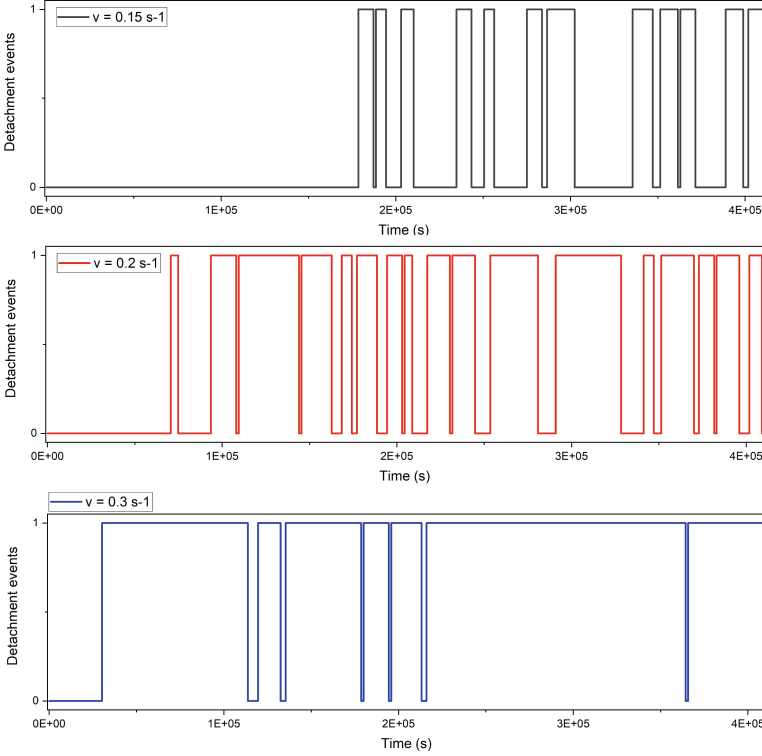 v = 0.15 s-1
Detachment events
1
0
0E+00 1E+05 2E+05 3E+05 4E+05
Time (s)
v = 0.2 s-1
Detachment events
1
0
0E+00 1E+05 2E+05 3E+05 4E+05
Time (s)
v = 0.3 s-1
Detachment events
1
0
0E+00 1E+05 2E+05 3E+05 4E+05
Time (s)